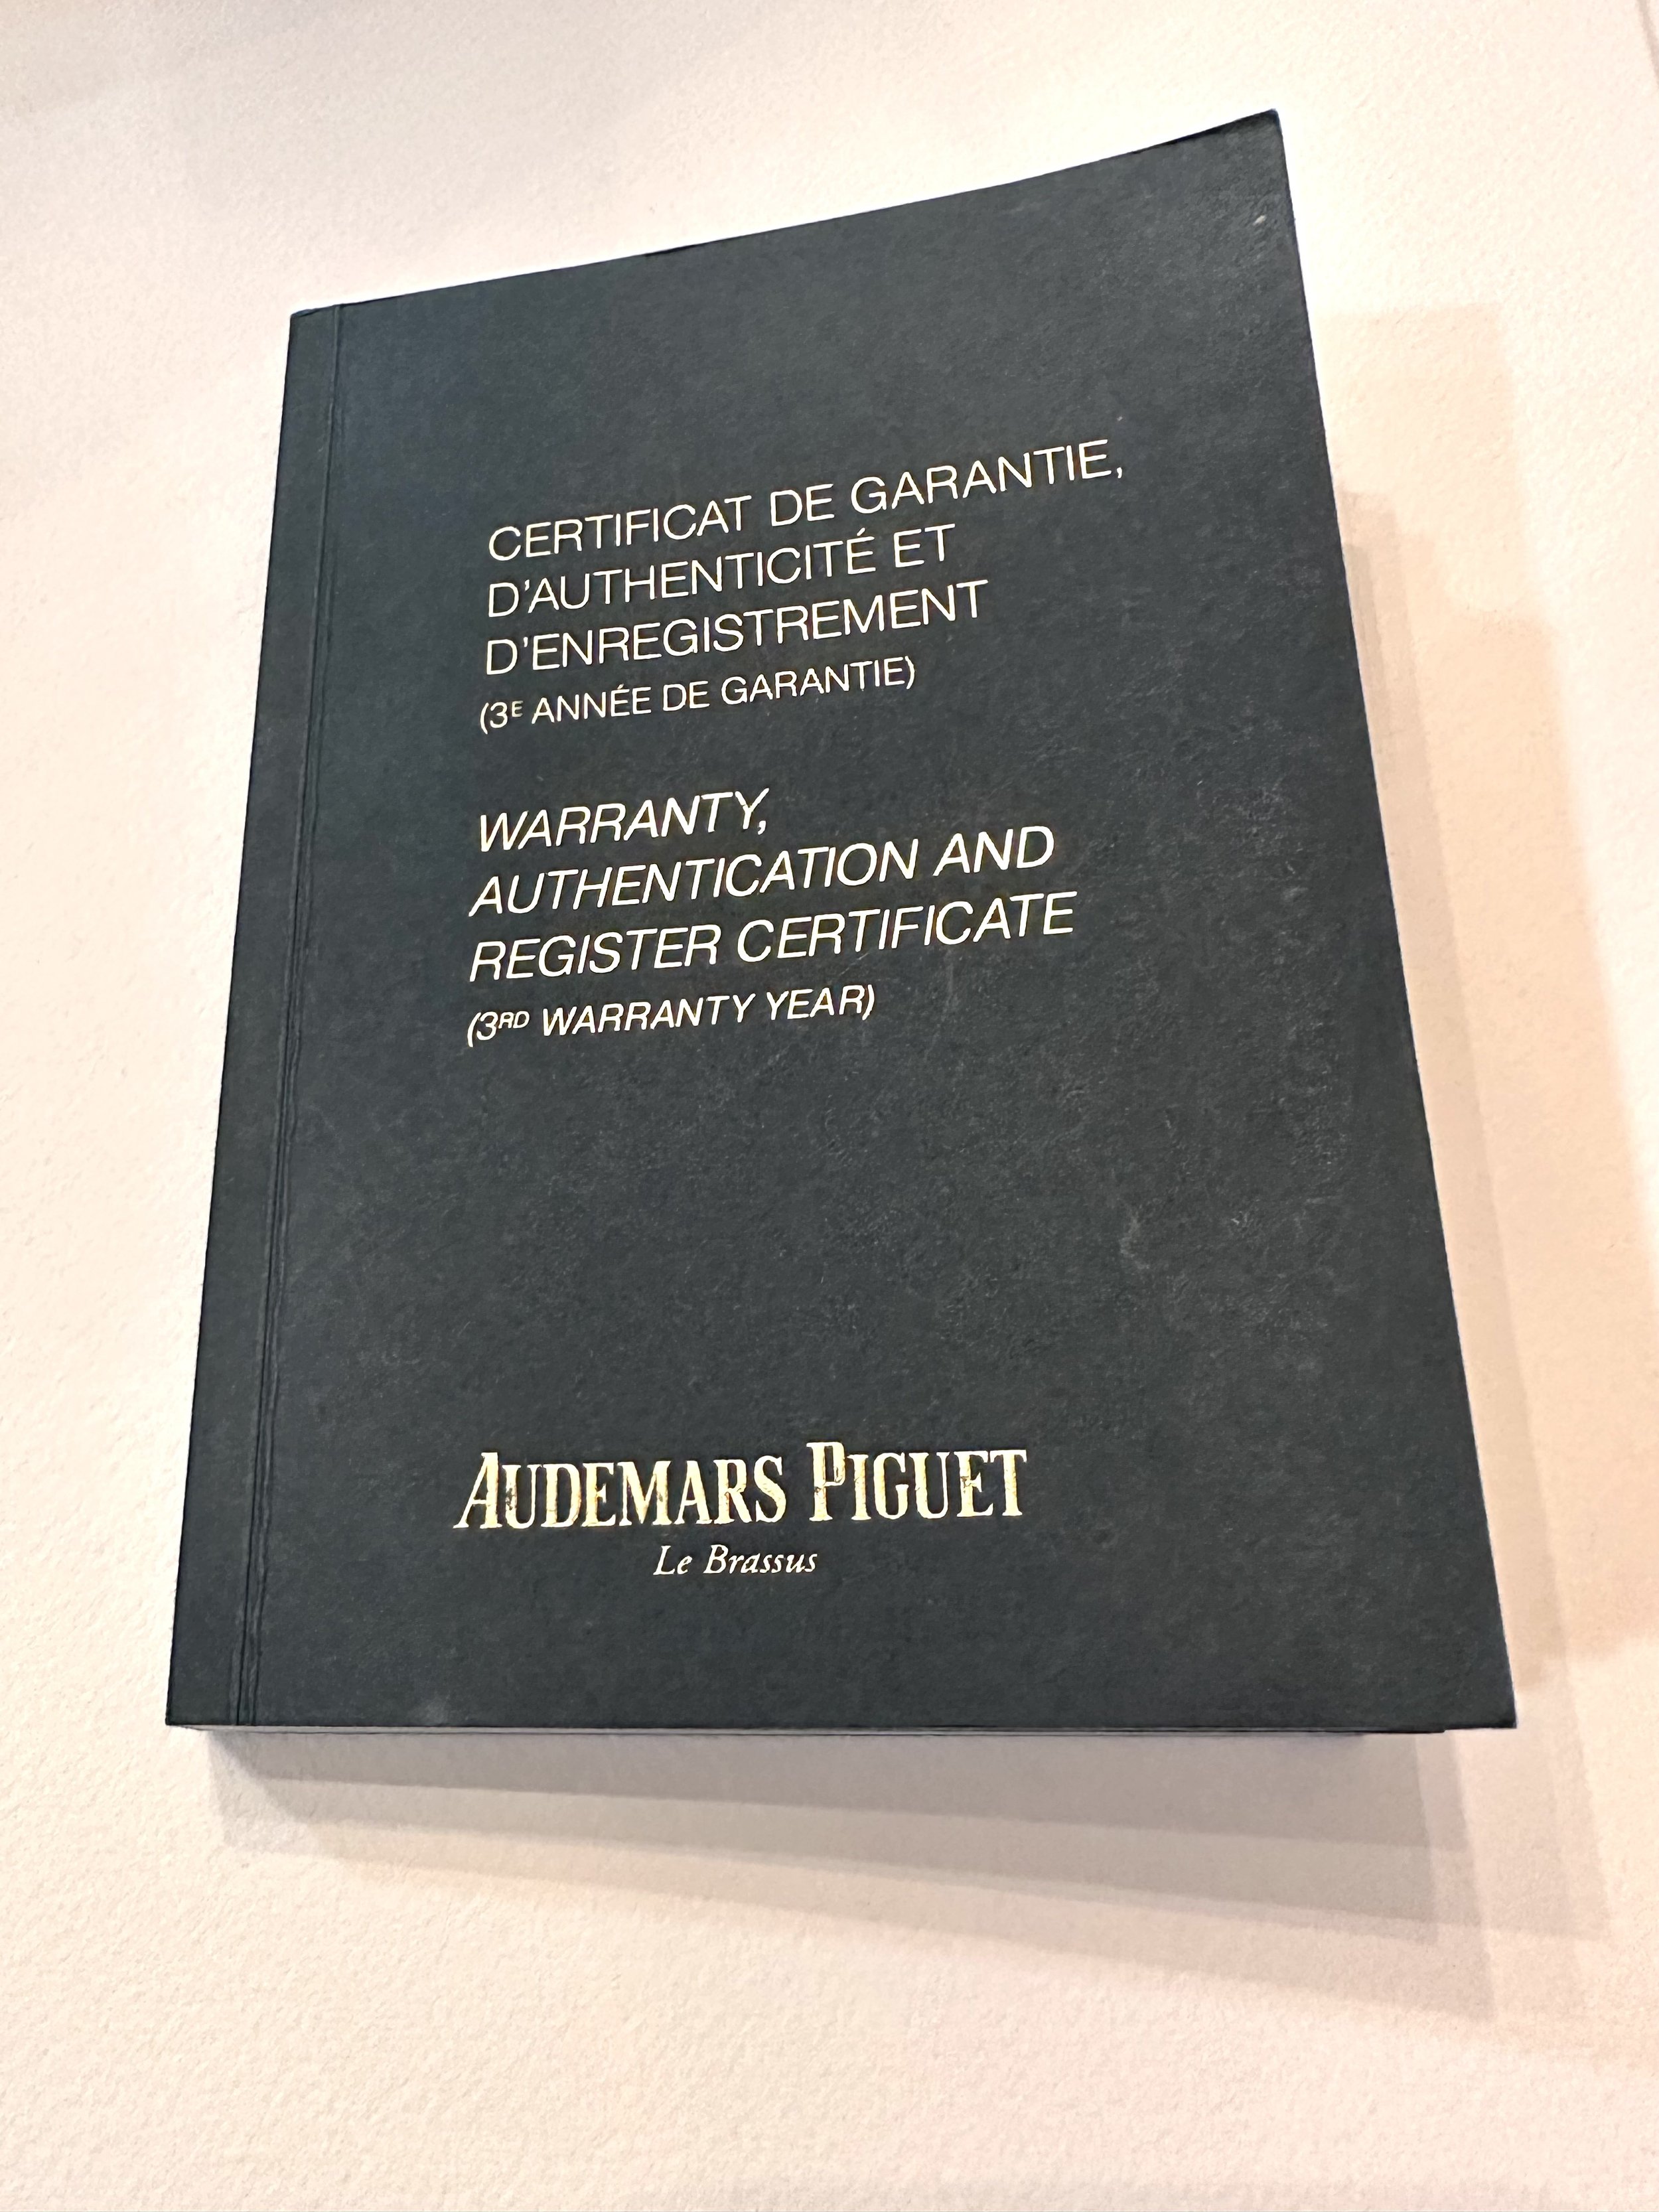 CERTIFICAT DE GARANTIE,
D'AUTHENTICITÉ ET
D'ENREGISTREMENT
(3E ANNÉE DE GARANTIE)
WARRANTY,
AUTHENTICATION AND
REGISTER CERTIFICATE
(3RD WARRANTY YEAR)
AUDEMARS PIGUET
Le Brassus